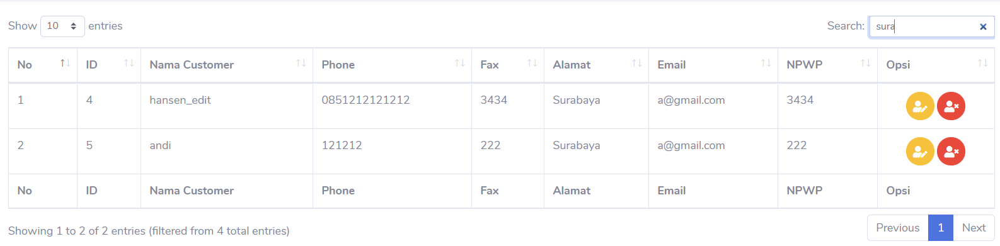 Show 10 entries Search: sura
No ID Nama Customer Phone Fax Alamat Email NPWP Opsi
1 4 hansen_edit 0851212121212 3434 Surabaya a@gmail.com 3434
2 5 andi 121212 222 Surabaya a@gmail.com 222
No ID Nama Customer Phone Fax Alamat Email NPWP Opsi
Showing 1 to 2 of 2 entries (filtered from 4 total entries) Previous 1 Next